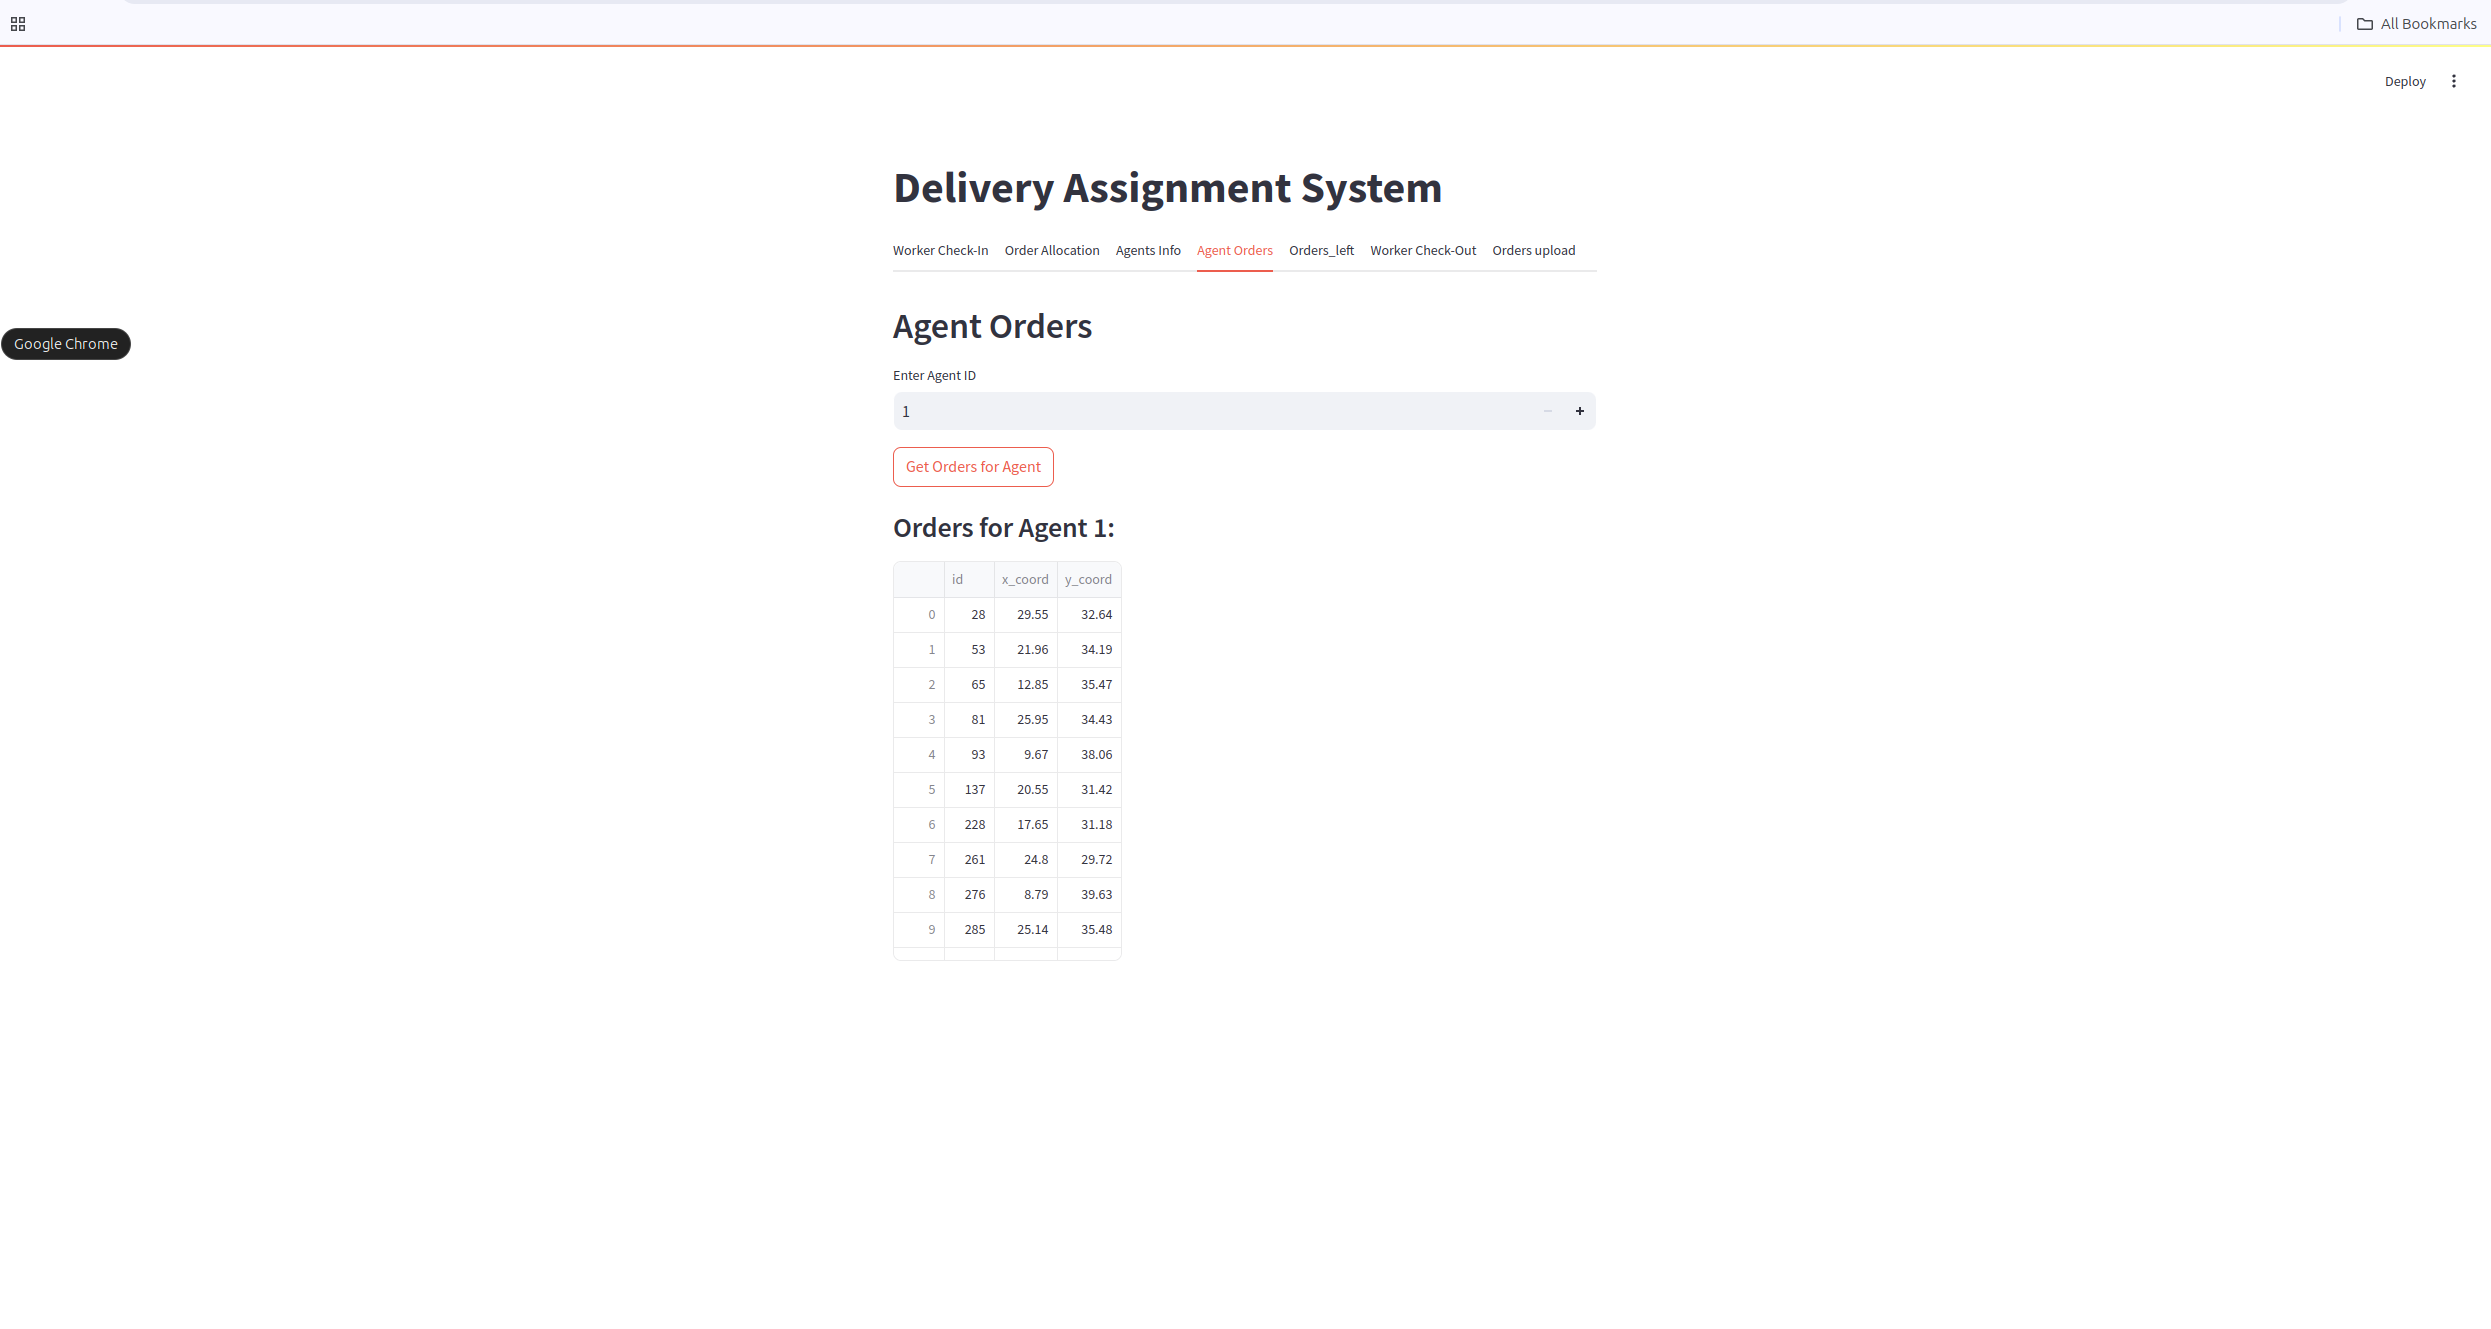 All Bookmarks
Deploy
Delivery Assignment System
Worker Check-In Order Allocation Agents Info Agent Orders Orders_left Worker Check-Out Orders upload
Agent Orders
Google Chrome
Enter Agent ID
1
Get Orders for Agent
Orders for Agent 1:
id x_coord y_coord
0 28 29.55 32.64
1 53 21.96 34.19
2 65 12.85 35.47
3 81 25.95 34.43
4 93 9.67 38.06
5 137 20.55 31.42
6 228 17.65 31.18
7 261 24.8 29.72
8 276 8.79 39.63
9 285 25.14 35.48